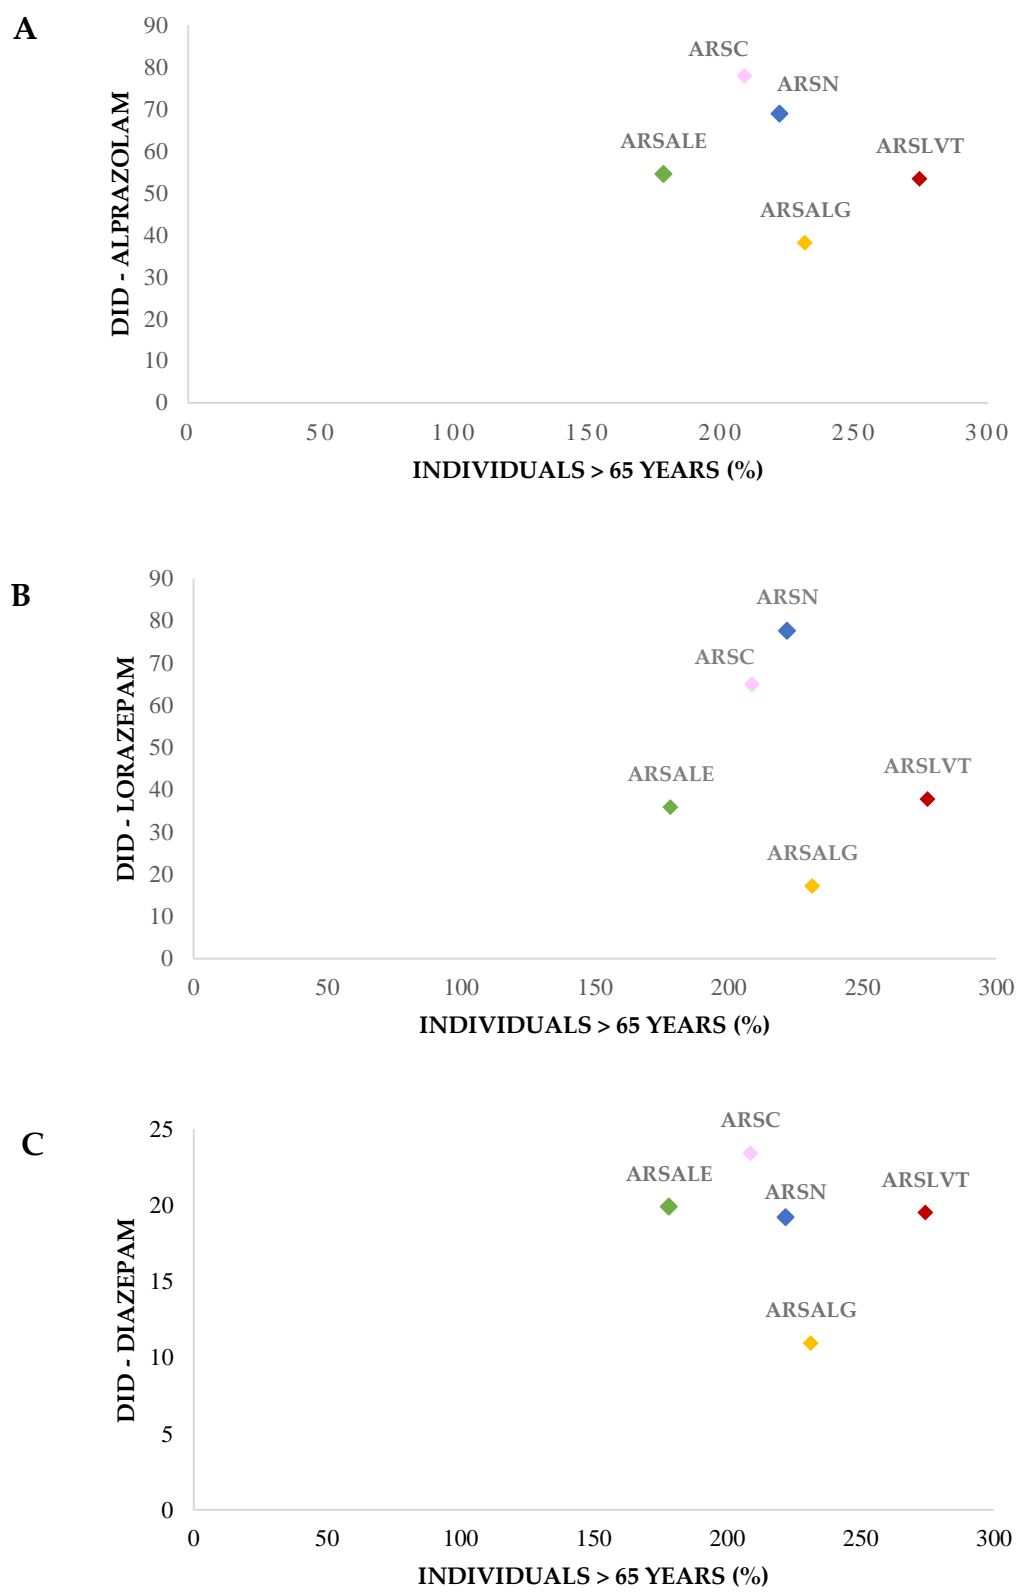 A
90
80
70
60
50
40
30
20
10
0
DID - ALPRAZOLAM
ARSC
ARSN
ARSALE
ARSLVT
ARSALG
0 50 100 150 200 250 300
INDIVIDUALS > 65 YEARS (%)
B
90
80
70
60
50
40
30
20
10
0
DID - LORAZEPAM
ARSN
ARSC
ARSLVT
ARSALE
ARSALG
0 50 100 150 200 250 300
INDIVIDUALS > 65 YEARS (%)
C
25
20
15
10
5
0
DID - DIAZEPAM
ARSC
ARSALE
ARSLVT
ARSN
ARSALG
0 50 100 150 200 250 300
INDIVIDUALS > 65 YEARS (%)